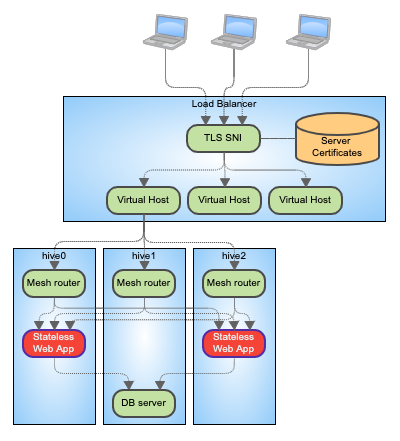 Load Balancer
TLS SNI
Server
Certificates
Virtual Host
Virtual Host
Virtual Host
hive0
hive1
hive2
Mesh router
Mesh router
Mesh router
Stateless
Web App
Stateless
Web App
DB server